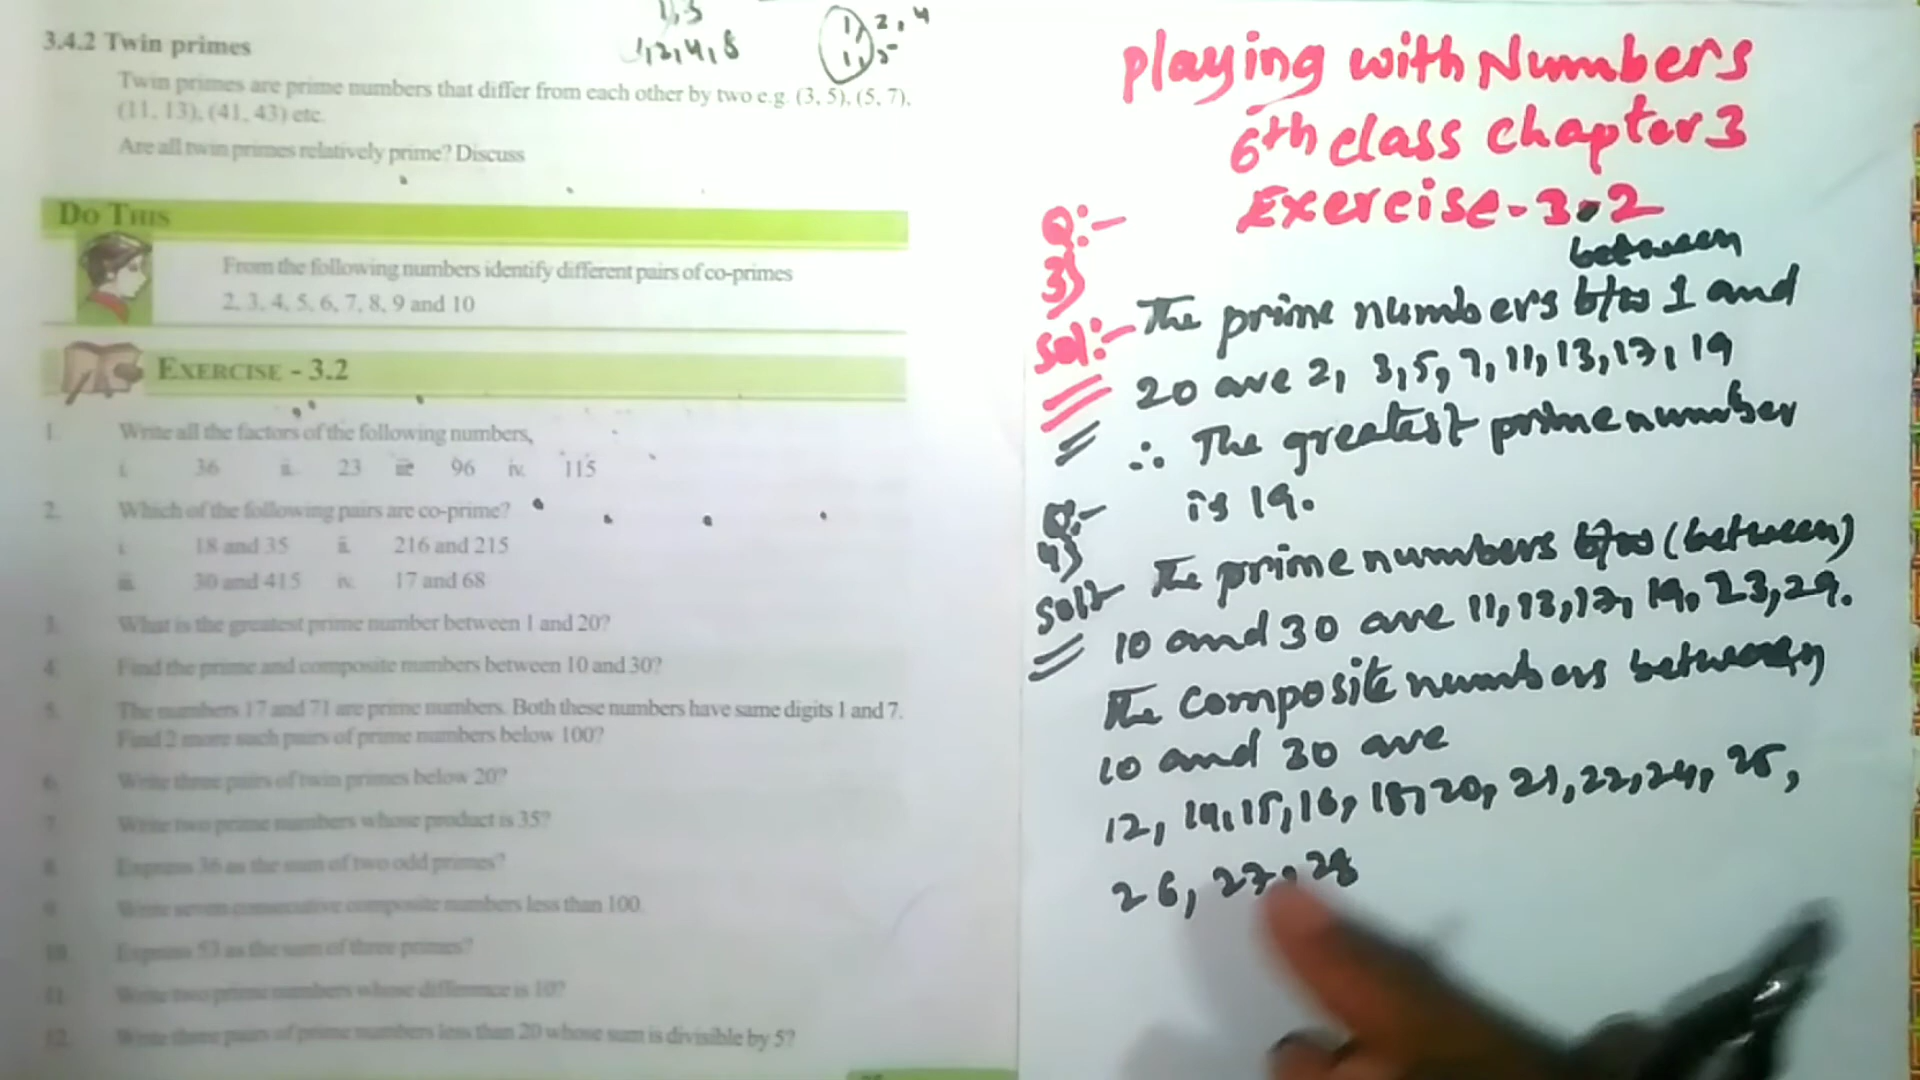 1,3
1,2,4,8
1, 2, 4
1, 5
3.4.2 Twin primes
Twin primes are prime numbers that differ from each other by two e.g. (3, 5), (5, 7),
(11, 13), (41, 43) etc.
Are all twin primes relatively prime? Discuss
DO THIS
From the following numbers identify different pairs of co-primes
2, 3, 4, 5, 6, 7, 8, 9 and 10
EXERCISE - 3.2
1. Write all the factors of the following numbers,
i. 36 ii. 23 iii. 96 iv. 115
2. Which of the following pairs are co-prime?
i. 18 and 35 ii. 216 and 215
iii. 30 and 415 iv. 17 and 68
3. What is the greatest prime number between 1 and 20?
4. Find the prime and composite numbers between 10 and 30?
5. The numbers 17 and 71 are prime numbers. Both these numbers have same digits 1 and 7.
Find 2 more such pairs of prime numbers below 100?
6. Write three pairs of twin primes below 20?
7. Write two prime numbers whose product is 35?
8. Express 36 as the sum of two odd primes?
9. Write seven consecutive composite numbers less than 100.
10. Express 53 as the sum of three primes?
11. Write two prime numbers whose difference is 10?
12. Write three pairs of prime numbers less than 20 whose sum is divisible by 5?
Playing with Numbers
6th class chapter 3
Exercise-3.2
Q:-
3)
between
Sol:- The prime numbers b/w 1 and
20 are 2, 3, 5, 7, 11, 13, 17, 19
∴ The greatest prime number
is 19.
Q:-
4)
Sol:- The prime numbers b/w (between)
10 and 30 are 11, 13, 17, 19, 23, 29.
The composite numbers between
10 and 30 are
12, 14, 15, 16, 18, 20, 21, 22, 24, 25,
26, 27, 28